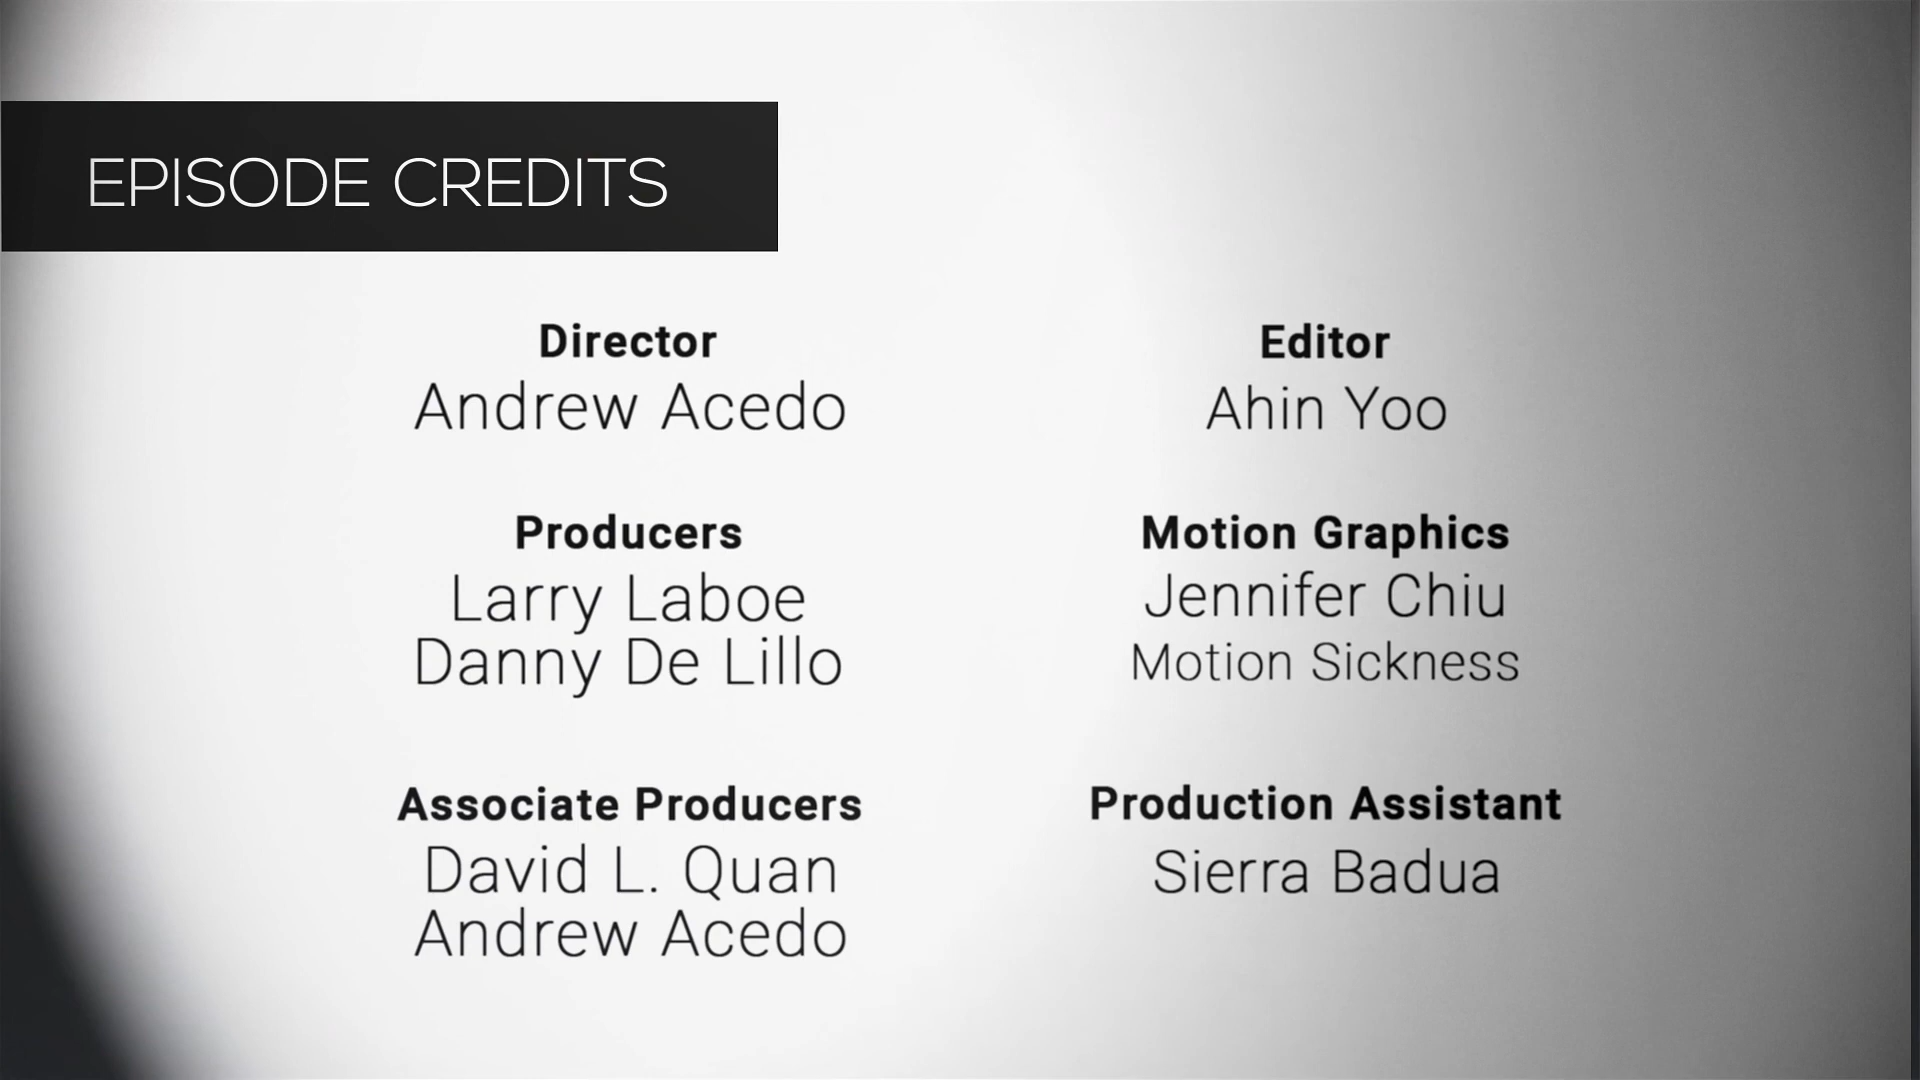 EPISODE CREDITS
Director
Andrew Acedo
Producers
Larry Laboe
Danny De Lillo
Associate Producers
David L. Quan
Andrew Acedo
Editor
Ahin Yoo
Motion Graphics
Jennifer Chiu
Motion Sickness
Production Assistant
Sierra Badua